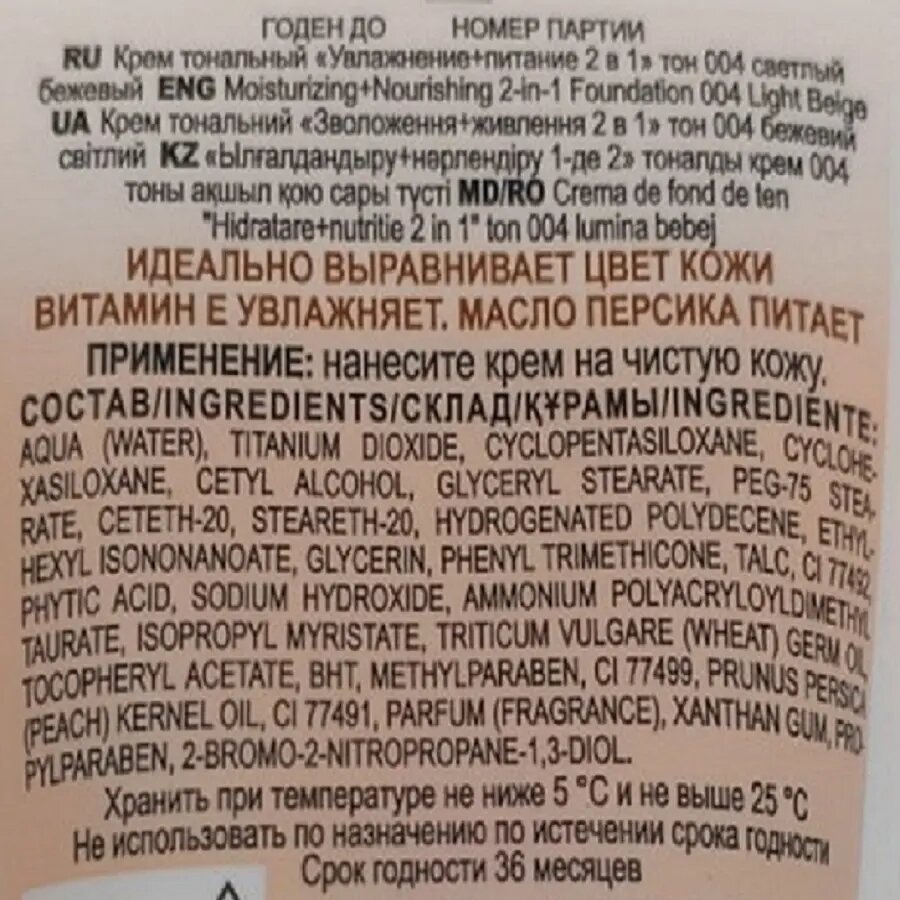 ГОДЕН ДО НОМЕР ПАРТИИ
RU Крем тональный «Увлажнение+питание 2 в 1» тон 004 светлый
бежевый ENG Moisturizing+Nourishing 2-in-1 Foundation 004 Light Beige
UA Крем тональний «Зволоження+живлення 2 в 1» тон 004 бежевий
світлий KZ «Ылғалдандыру+нәрлендіру 1-де 2» тоналды крем 004
тоны ақшыл қою сары түсті MD/RO Crema de fond de ten
"Hidratare+nutritie 2 in 1" ton 004 lumina bebej
ИДЕАЛЬНО ВЫРАВНИВАЕТ ЦВЕТ КОЖИ
ВИТАМИН Е УВЛАЖНЯЕТ. МАСЛО ПЕРСИКА ПИТАЕТ
ПРИМЕНЕНИЕ: нанесите крем на чистую кожу.
СОСТАВ/INGREDIENTS/СКЛАД/ҚҰРАМЫ/INGREDIENTE:
AQUA (WATER), TITANIUM DIOXIDE, CYCLOPENTASILOXANE, CYCLOHE-
XASILOXANE, CETYL ALCOHOL, GLYCERYL STEARATE, PEG-75 STEA-
RATE, CETETH-20, STEARETH-20, HYDROGENATED POLYDECENE, ETHYL-
HEXYL ISONONANOATE, GLYCERIN, PHENYL TRIMETHICONE, TALC, CI 77492,
PHYTIC ACID, SODIUM HYDROXIDE, AMMONIUM POLYACRYLOYLDIMETHYL
TAURATE, ISOPROPYL MYRISTATE, TRITICUM VULGARE (WHEAT) GERM OIL,
TOCOPHERYL ACETATE, BHT, METHYLPARABEN, CI 77499, PRUNUS PERSICA
(PEACH) KERNEL OIL, CI 77491, PARFUM (FRAGRANCE), XANTHAN GUM, PRO-
PYLPARABEN, 2-BROMO-2-NITROPROPANE-1,3-DIOL.
Хранить при температуре не ниже 5 °C и не выше 25 °C
Не использовать по назначению по истечении срока годности
Срок годности 36 месяцев